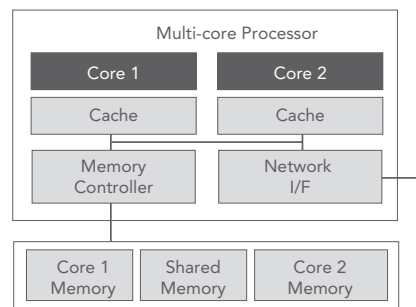 Multi-core Processor
Core 1
Core 2
Cache
Cache
Memory
Controller
Network
I/F
Core 1
Memory
Shared
Memory
Core 2
Memory